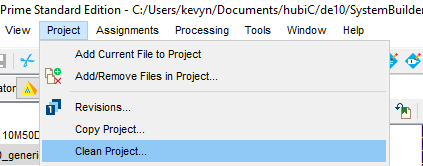 Prime Standard Edition - C:/Users/kevyn/Documents/hubiC/de10/SystemBuilder
View Project Assignments Processing Tools Window Help
Add Current File to Project
Add/Remove Files in Project...
Revisions...
Copy Project...
Clean Project...
ator
10M50D
0_generi